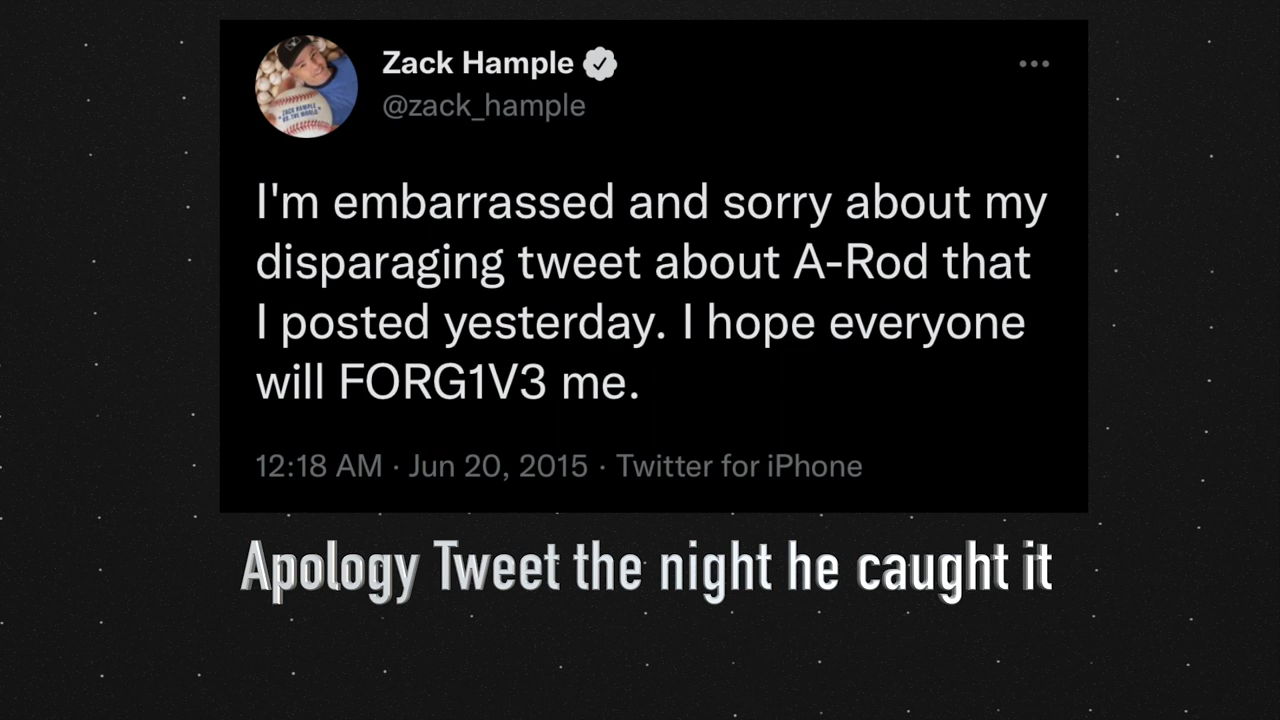 Zack Hample
@zack_hample
I'm embarrassed and sorry about my
disparaging tweet about A-Rod that
I posted yesterday. I hope everyone
will FORG1V3 me.
12:18 AM · Jun 20, 2015 · Twitter for iPhone
Apology Tweet the night he caught it